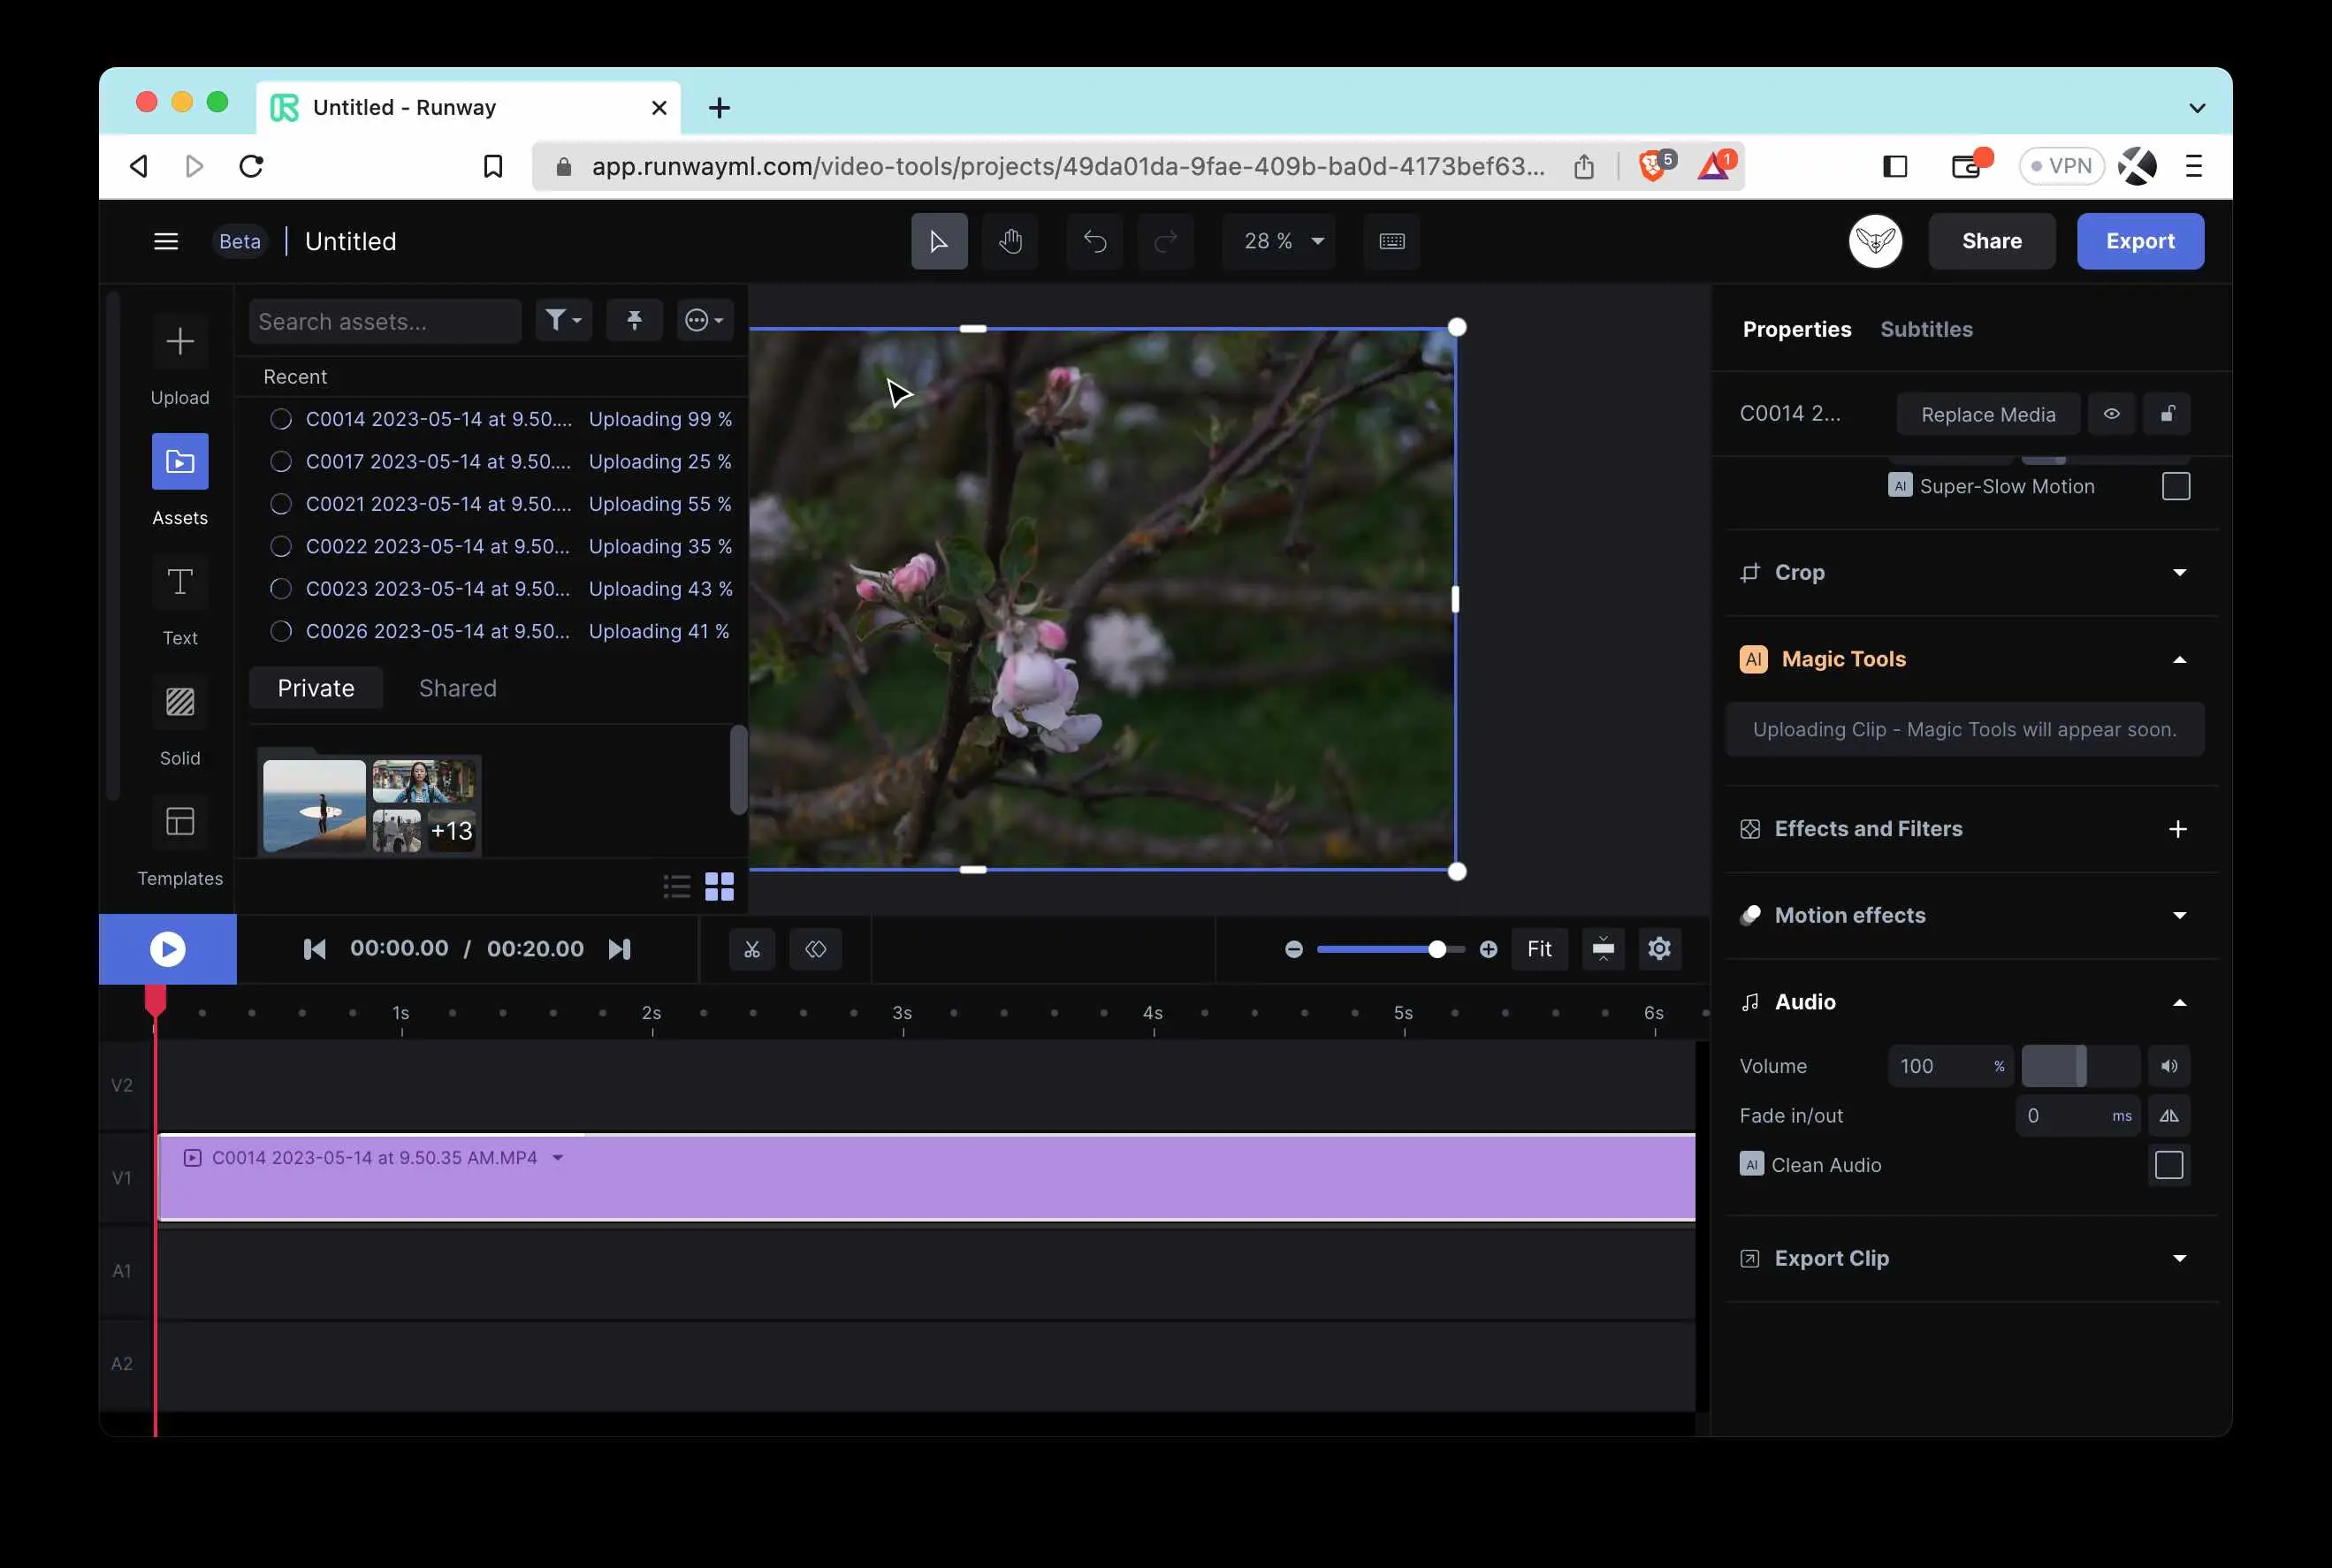 Untitled - Runway
app.runwayml.com/video-tools/projects/49da01da-9fae-409b-ba0d-4173bef63...
5
1
VPN
Beta
Untitled
28 %
Share
Export
Upload
Assets
Text
Solid
Templates
Search assets...
Recent
C0014 2023-05-14 at 9.50.... Uploading 99 %
C0017 2023-05-14 at 9.50.... Uploading 25 %
C0021 2023-05-14 at 9.50.... Uploading 55 %
C0022 2023-05-14 at 9.50... Uploading 35 %
C0023 2023-05-14 at 9.50... Uploading 43 %
C0026 2023-05-14 at 9.50... Uploading 41 %
Private Shared
+13
Properties Subtitles
C0014 2... Replace Media
AI Super-Slow Motion
Crop
AI Magic Tools
Uploading Clip - Magic Tools will appear soon.
Effects and Filters
Motion effects
Audio
Volume 100 %
Fade in/out 0 ms
AI Clean Audio
Export Clip
00:00.00 / 00:20.00
Fit
1s 2s 3s 4s 5s 6s
V2
V1
C0014 2023-05-14 at 9.50.35 AM.MP4
A1
A2